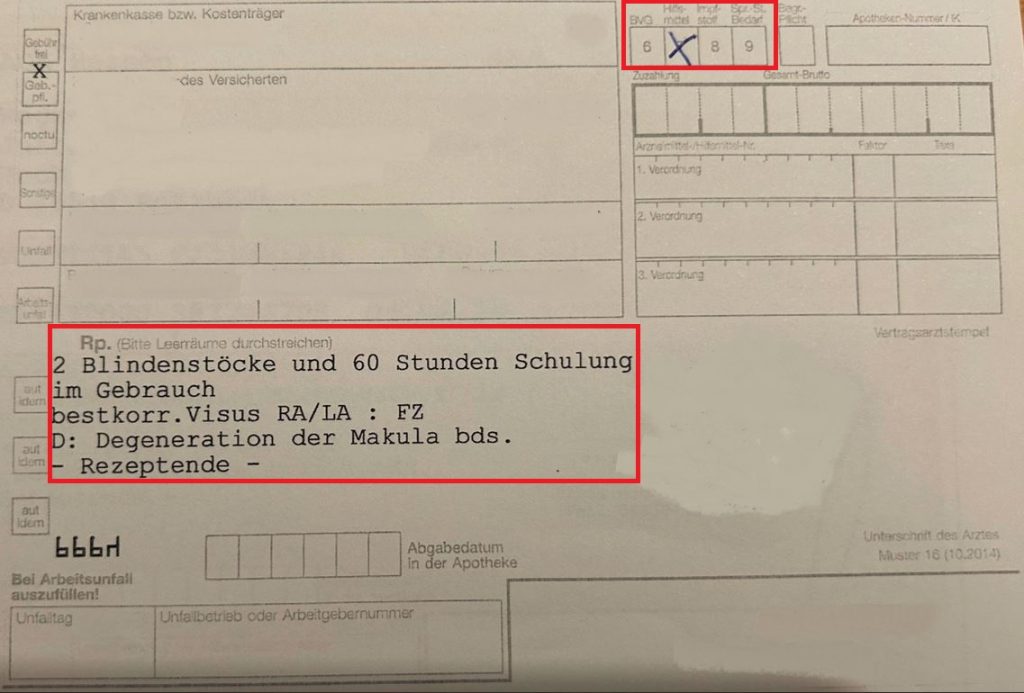 Krankenkasse bzw. Kostenträger
BVG Hilfs-mittel Impf-stoff Spr.-St. Bedarf Begr.-Pflicht Apotheken-Nummer / IK
6 X 8 9
Gebühr frei
X
Geb.-pfl.
des Versicherten
Zuzahlung Gesamt-Brutto
noctu
Arzneimittel-/Hilfsmittel-Nr. Faktor Taxe
1. Verordnung
Sonstige
2. Verordnung
Unfall
3. Verordnung
Arbeits-unfall
Rp. (Bitte Leerräume durchstreichen)
Vertragsarztstempel
2 Blindenstöcke und 60 Stunden Schulung
aut idem
im Gebrauch
bestkorr.Visus RA/LA : FZ
aut idem
D: Degeneration der Makula bds.
- Rezeptende -
aut idem
Abgabedatum
in der Apotheke
Unterschrift des Arztes
Muster 16 (10.2014)
Bei Arbeitsunfall
auszufüllen!
Unfalltag Unfallbetrieb oder Arbeitgebernummer